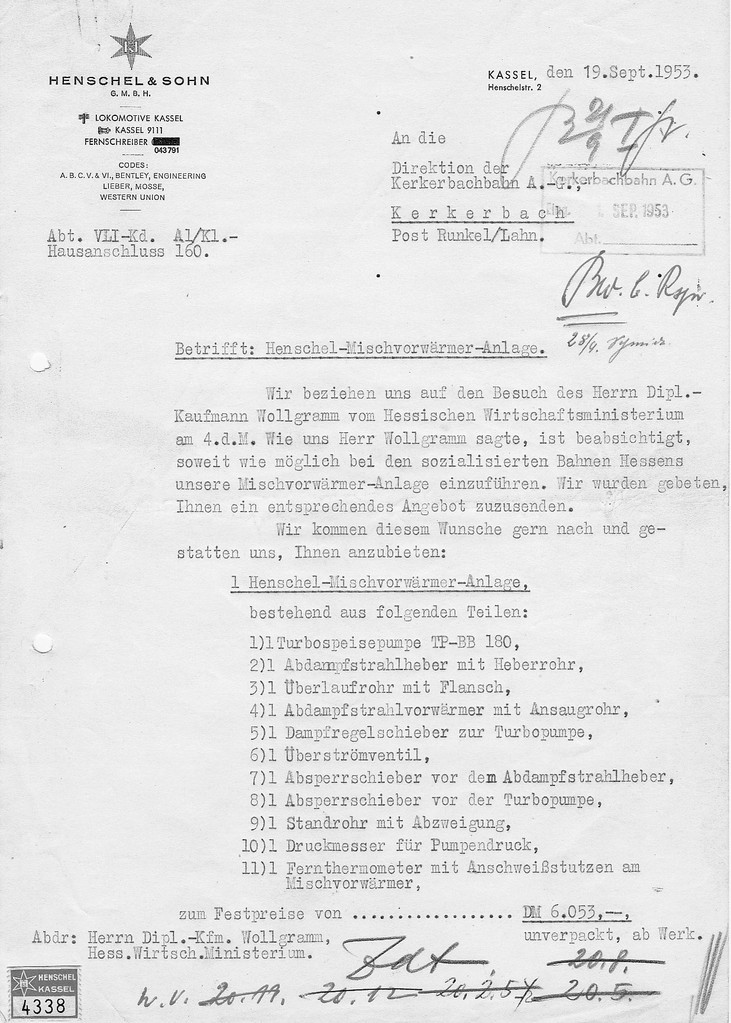 HENSCHEL & SOHN
G. M. B. H.
LOKOMOTIVE KASSEL
KASSEL 9111
FERNSCHREIBER
043791
CODES:
A. B. C. V. & VI., BENTLEY, ENGINEERING
LIEBER, MOSSE,
WESTERN UNION
Abt. VLI-Kd. Al/Kl.-
Hausanschluss 160.
KASSEL, den 19.Sept.1953.
Henschelstr. 2
An die
Direktion der
Kerkerbachbahn A.-G.,
Kerkerbach
Post Runkel/Lahn.
Kerkerbachbahn A. G.
SEP. 1953
Abt.
21/9
Bw.
28/9.
Betrifft: Henschel-Mischvorwärmer-Anlage.
Wir beziehen uns auf den Besuch des Herrn Dipl.-
Kaufmann Wollgramm vom Hessischen Wirtschaftsministerium
am 4.d.M. Wie uns Herr Wollgramm sagte, ist beabsichtigt,
soweit wie möglich bei den sozialisierten Bahnen Hessens
unsere Mischvorwärmer-Anlage einzuführen. Wir wurden gebeten,
Ihnen ein entsprechendes Angebot zuzusenden.
Wir kommen diesem Wunsche gern nach und ge-
statten uns, Ihnen anzubieten:
1 Henschel-Mischvorwärmer-Anlage,
bestehend aus folgenden Teilen:
1)1 Turbospeisepumpe TP-BB 180,
2)1 Abdampfstrahlheber mit Heberrohr,
3)1 Überlaufrohr mit Flansch,
4)1 Abdampfstrahlvorwärmer mit Ansaugrohr,
5)1 Dampfregelschieber zur Turbopumpe,
6)1 Überströmventil,
7)1 Absperrschieber vor dem Abdampfstrahlheber,
8)1 Absperrschieber vor der Turbopumpe,
9)1 Standrohr mit Abzweigung,
10)1 Druckmesser für Pumpendruck,
11)1 Fernthermometer mit Anschweißstutzen am
Mischvorwärmer,
zum Festpreise von .................. DM 6.053,—,
unverpackt, ab Werk.
Abdr: Herrn Dipl.-Kfm. Wollgramm,
Hess.Wirtsch.Ministerium.
ZdA. 20.8.
w.v. 20.11. 20.12 20.2.54 20.5.
HENSCHEL
KASSEL
4338